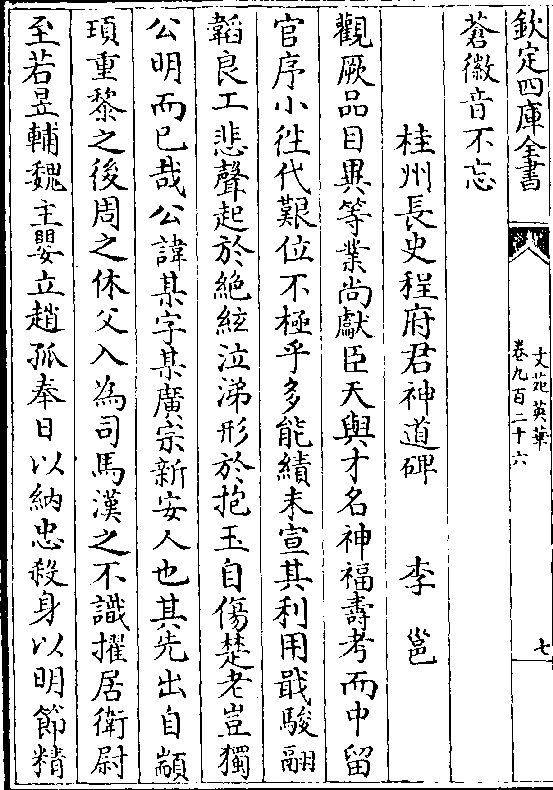 欽定四庫全書
文苑英華
卷九百二十六
七
蒼徽音不忘
桂州長史程府君神道碑 李邕
觀厥品目異等業尚獻臣天與才名神福壽考而中留
官序小徃代艱位不極乎多能績未宣其利用戢駿翮
韜良工悲聲起於絶絃泣涕形於抱玉自傷楚老豈獨
公明而已哉公諱某字某廣宗新安人也其先出自顓
頊重黎之後周之休父入為司馬漢之不識擢居衛尉
至若昱輔魏主嬰立趙孤奉日以納忠殺身以明節精